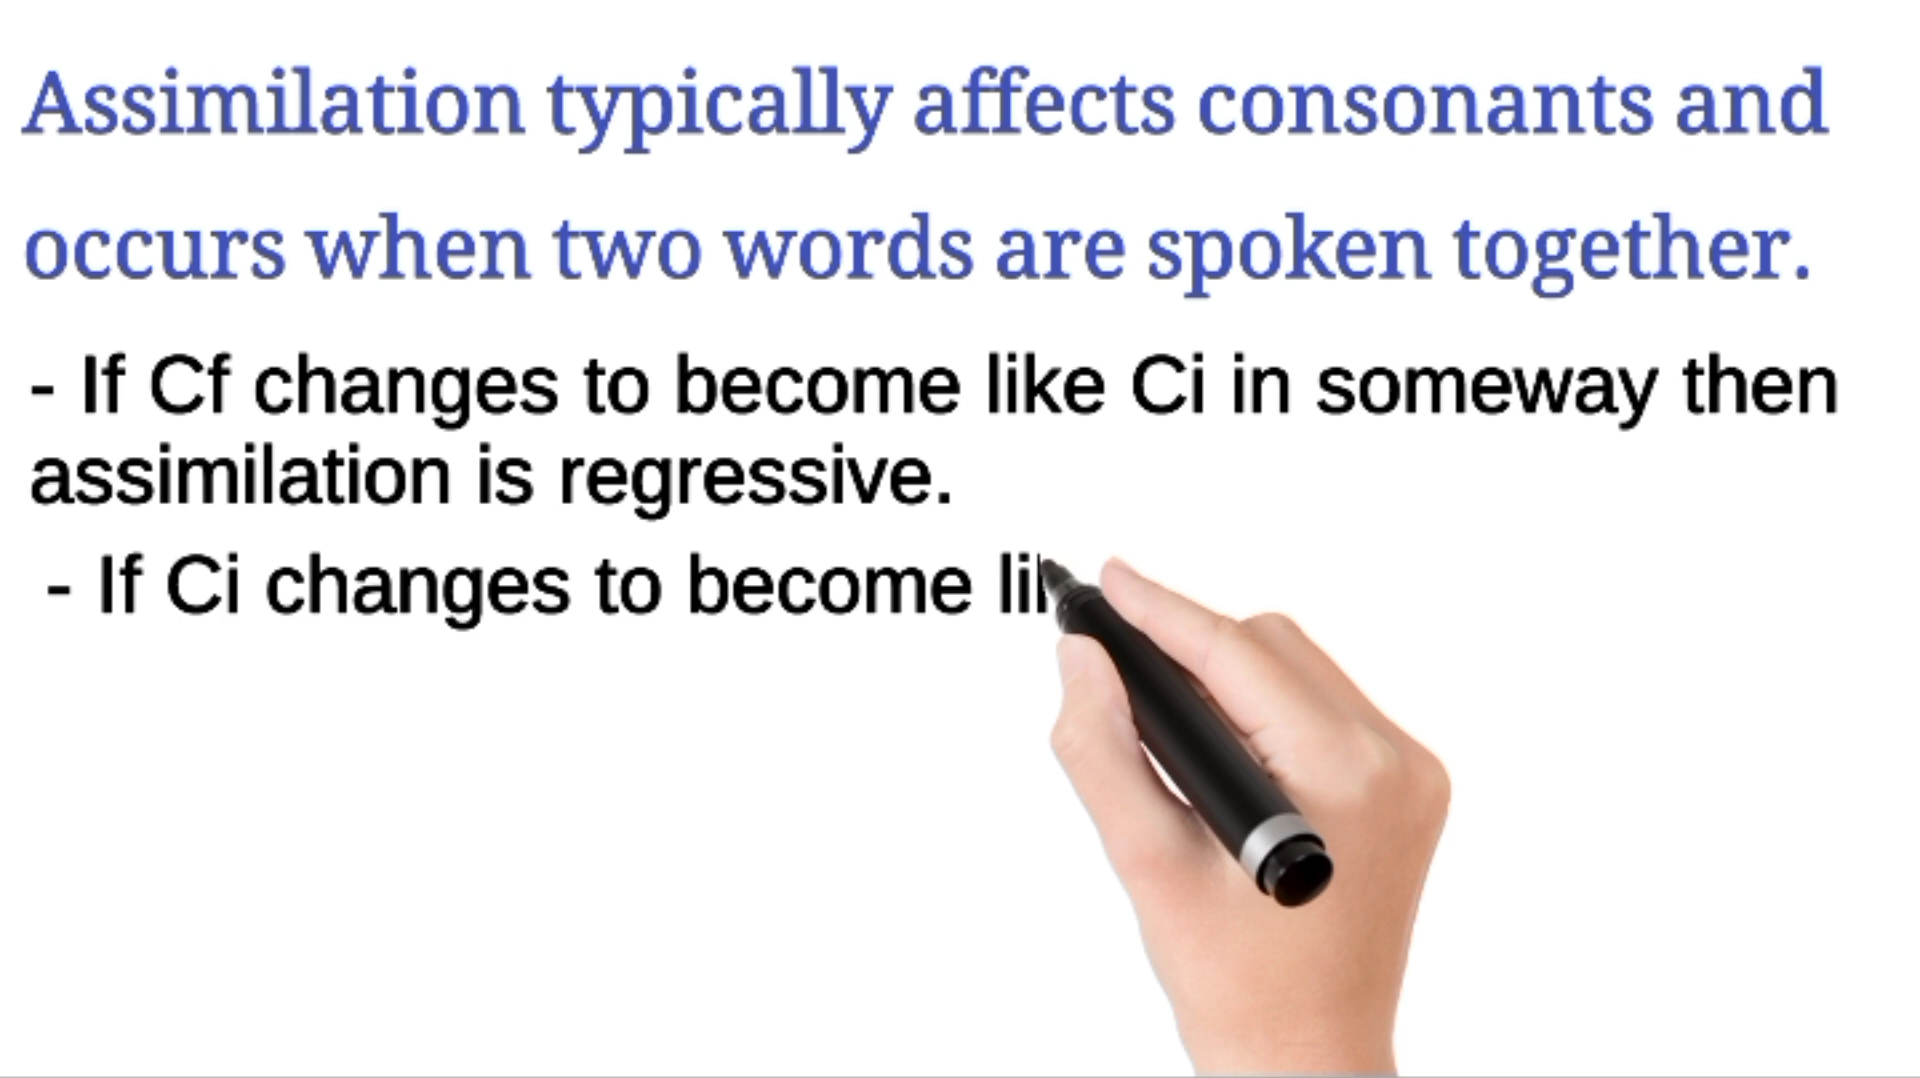 Assimilation typically affects consonants and
occurs when two words are spoken together.
- If Cf changes to become like Ci in someway then
assimilation is regressive.
- If Ci changes to become